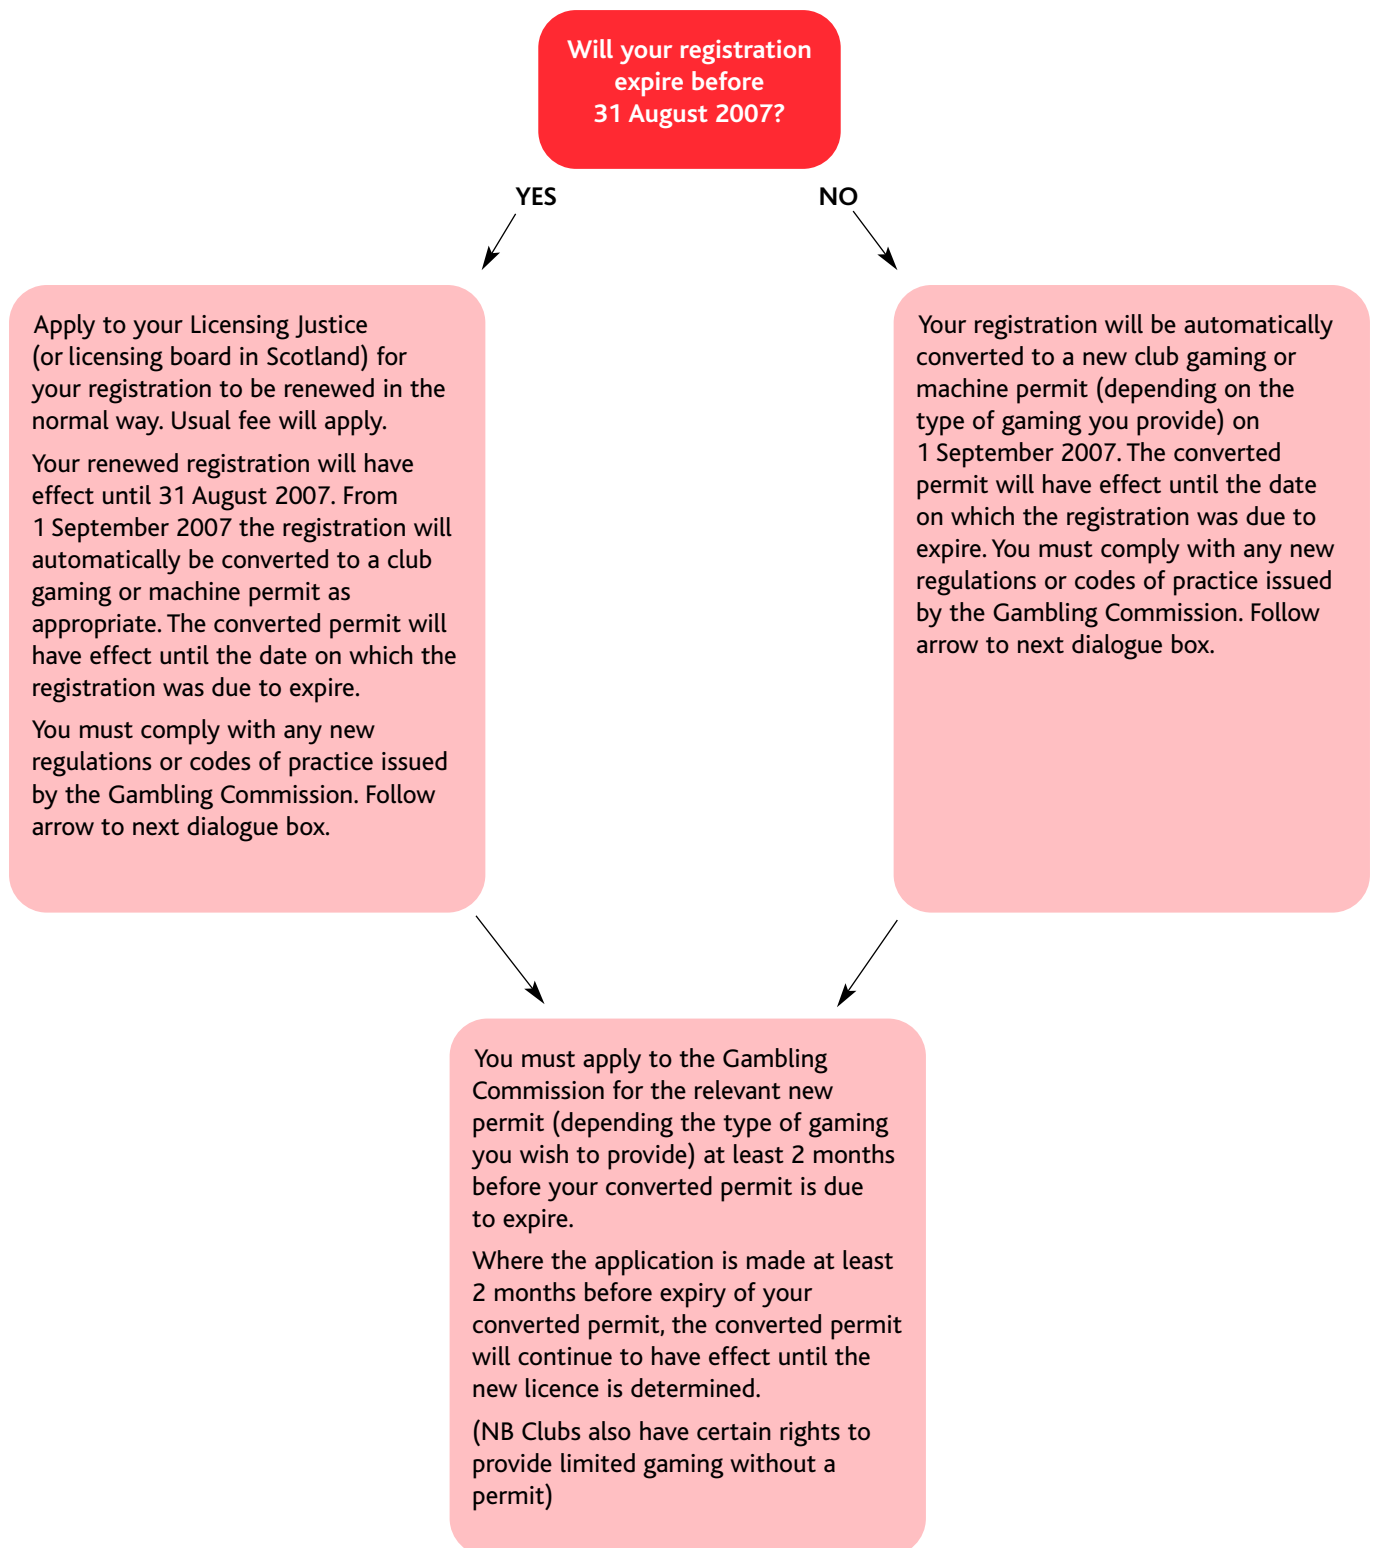 Will your registration
expire before
31 August 2007?
YES
NO
Apply to your Licensing Justice
(or licensing board in Scotland) for
your registration to be renewed in the
normal way. Usual fee will apply.
Your renewed registration will have
effect until 31 August 2007. From
1 September 2007 the registration will
automatically be converted to a club
gaming or machine permit as
appropriate. The converted permit will
have effect until the date on which the
registration was due to expire.
You must comply with any new
regulations or codes of practice issued
by the Gambling Commission. Follow
arrow to next dialogue box.
Your registration will be automatically
converted to a new club gaming or
machine permit (depending on the
type of gaming you provide) on
1 September 2007. The converted
permit will have effect until the date
on which the registration was due to
expire. You must comply with any new
regulations or codes of practice issued
by the Gambling Commission. Follow
arrow to next dialogue box.
You must apply to the Gambling
Commission for the relevant new
permit (depending the type of gaming
you wish to provide) at least 2 months
before your converted permit is due
to expire.
Where the application is made at least
2 months before expiry of your
converted permit, the converted permit
will continue to have effect until the
new licence is determined.
(NB Clubs also have certain rights to
provide limited gaming without a
permit)